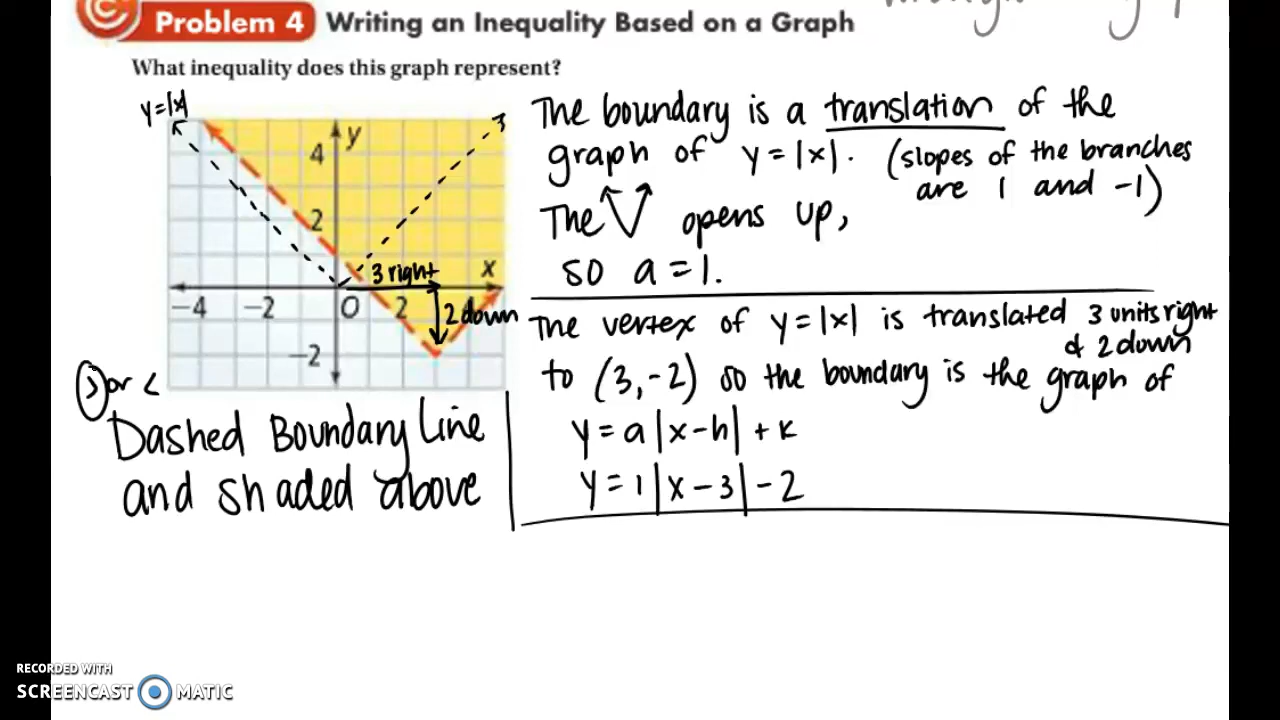 Problem 4 Writing an Inequality Based on a Graph
What inequality does this graph represent?
y=|x|
y
4
2
3 right
x
-4 -2 O 2
2 down
-2
> or <
Dashed Boundary Line
and shaded above
The boundary is a translation of the
graph of y=|x|. (slopes of the branches
are 1 and -1)
The V opens up,
so a=1.
The vertex of y=|x| is translated 3 units right
& 2 down
to (3,-2) so the boundary is the graph of
y=a|x-h|+k
y=1|x-3|-2
RECORDED WITH
SCREENCAST MATIC